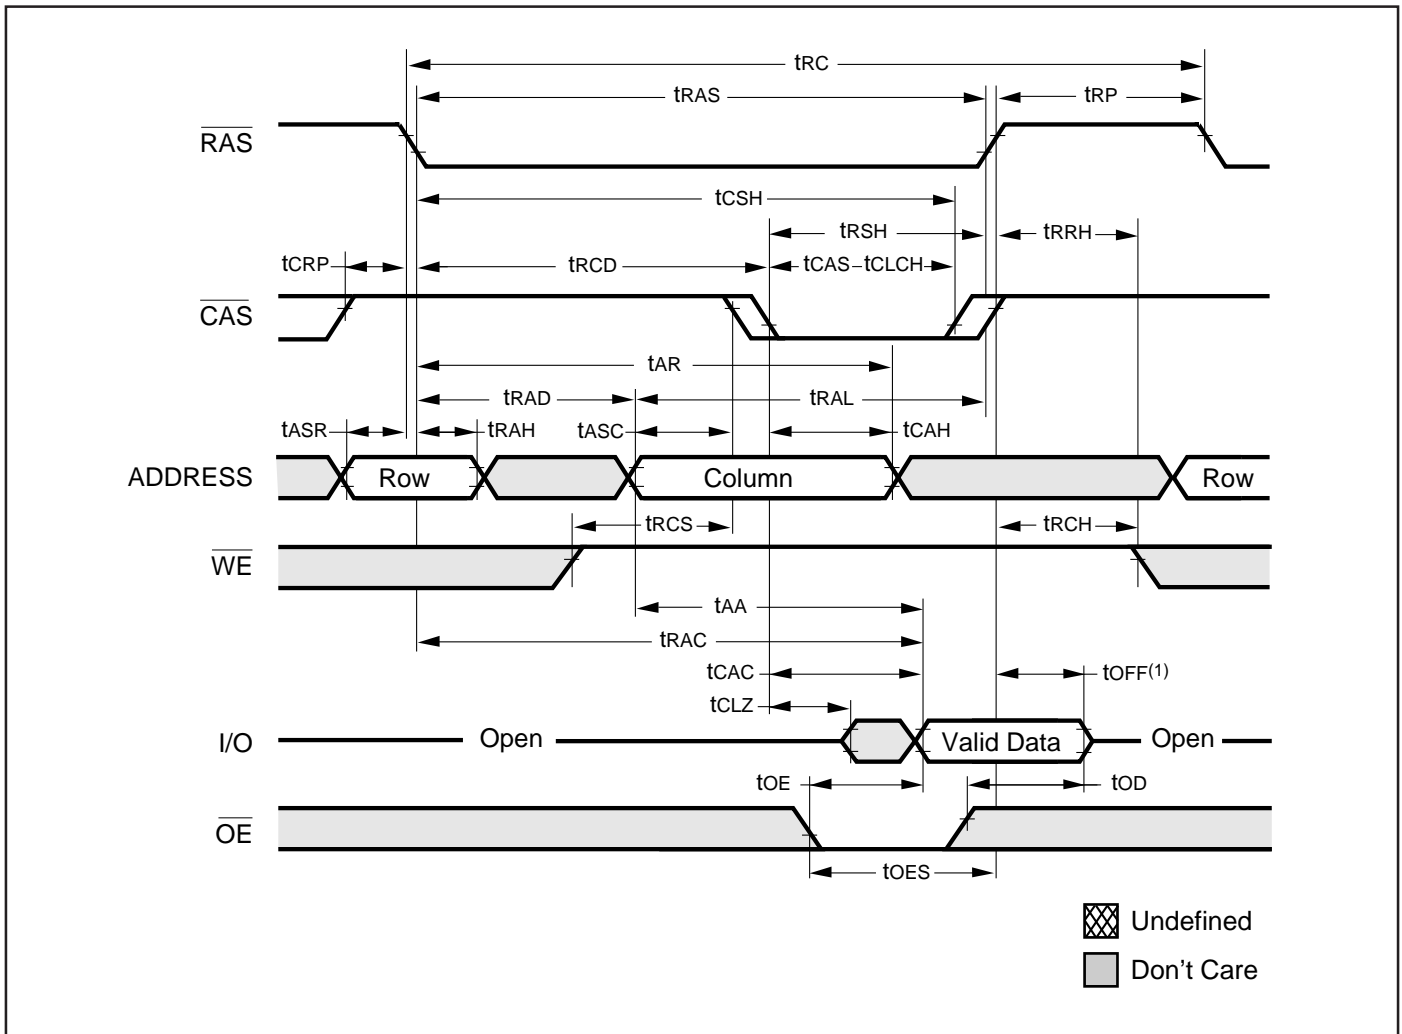 tRC
tRAS
tRP
RAS
tCSH
tRSH
tRRH
tCRP
tRCD
tCAS
tCLCH
CAS
tAR
tRAD
tRAL
tASR
tRAH
tASC
tCAH
ADDRESS
Row
Column
Row
tRCS
tRCH
WE
tAA
tRAC
tCAC
tOFF(1)
tCLZ
I/O
Open
Valid Data
Open
tOE
tOD
OE
tOES
Undefined
Don't Care